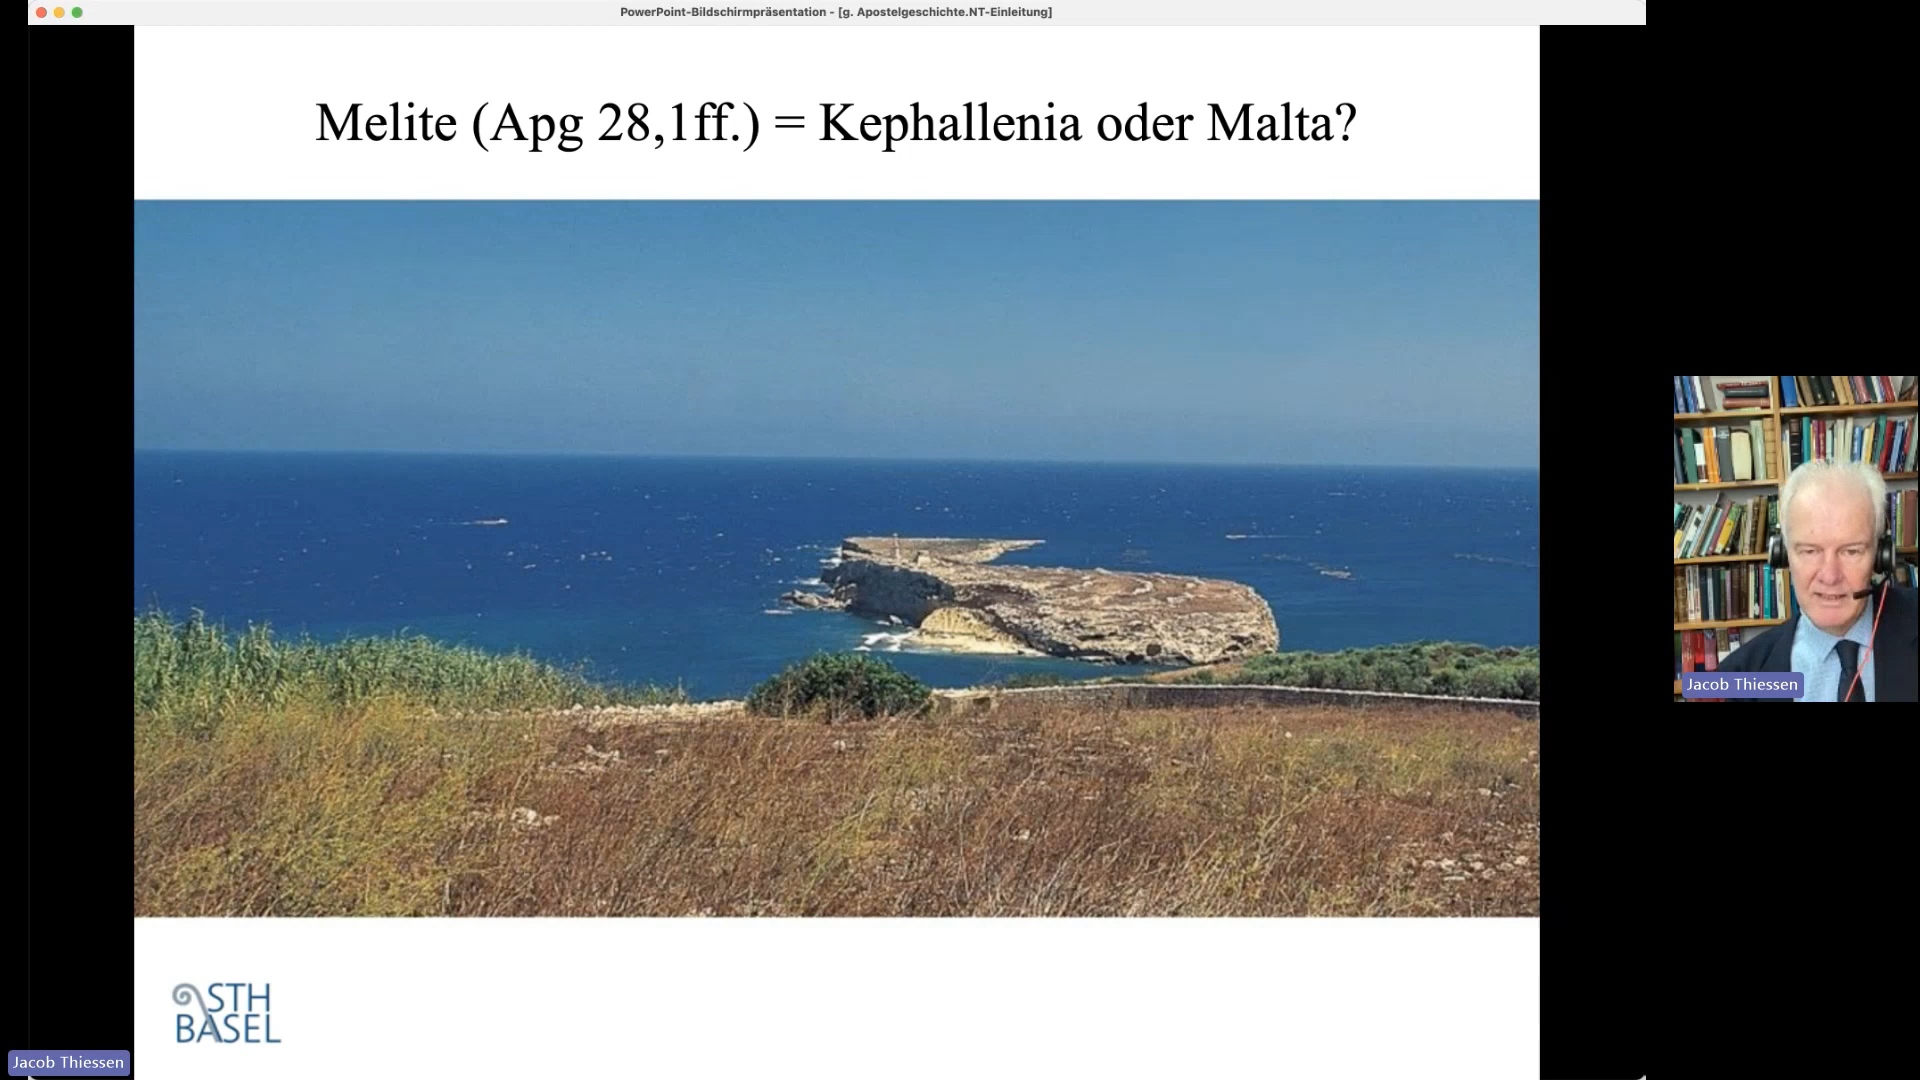 PowerPoint-Bildschirmpräsentation - [g. Apostelgeschichte.NT-Einleitung]
Melite (Apg 28,1ff.) = Kephallenia oder Malta?
Jacob Thiessen
STH
BASEL
Jacob Thiessen